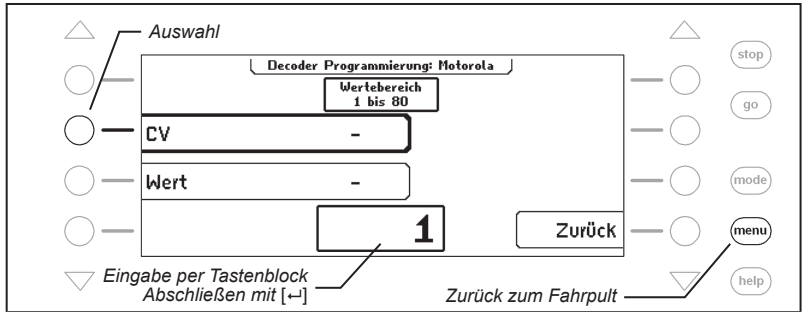 Auswahl
stop
Decoder Programmierung: Motorola
Wertebereich
1 bis 80
go
CV -
Wert -
mode
1
Zurück
menu
Eingabe per Tastenblock
Abschließen mit [↵]
Zurück zum Fahrpult
help